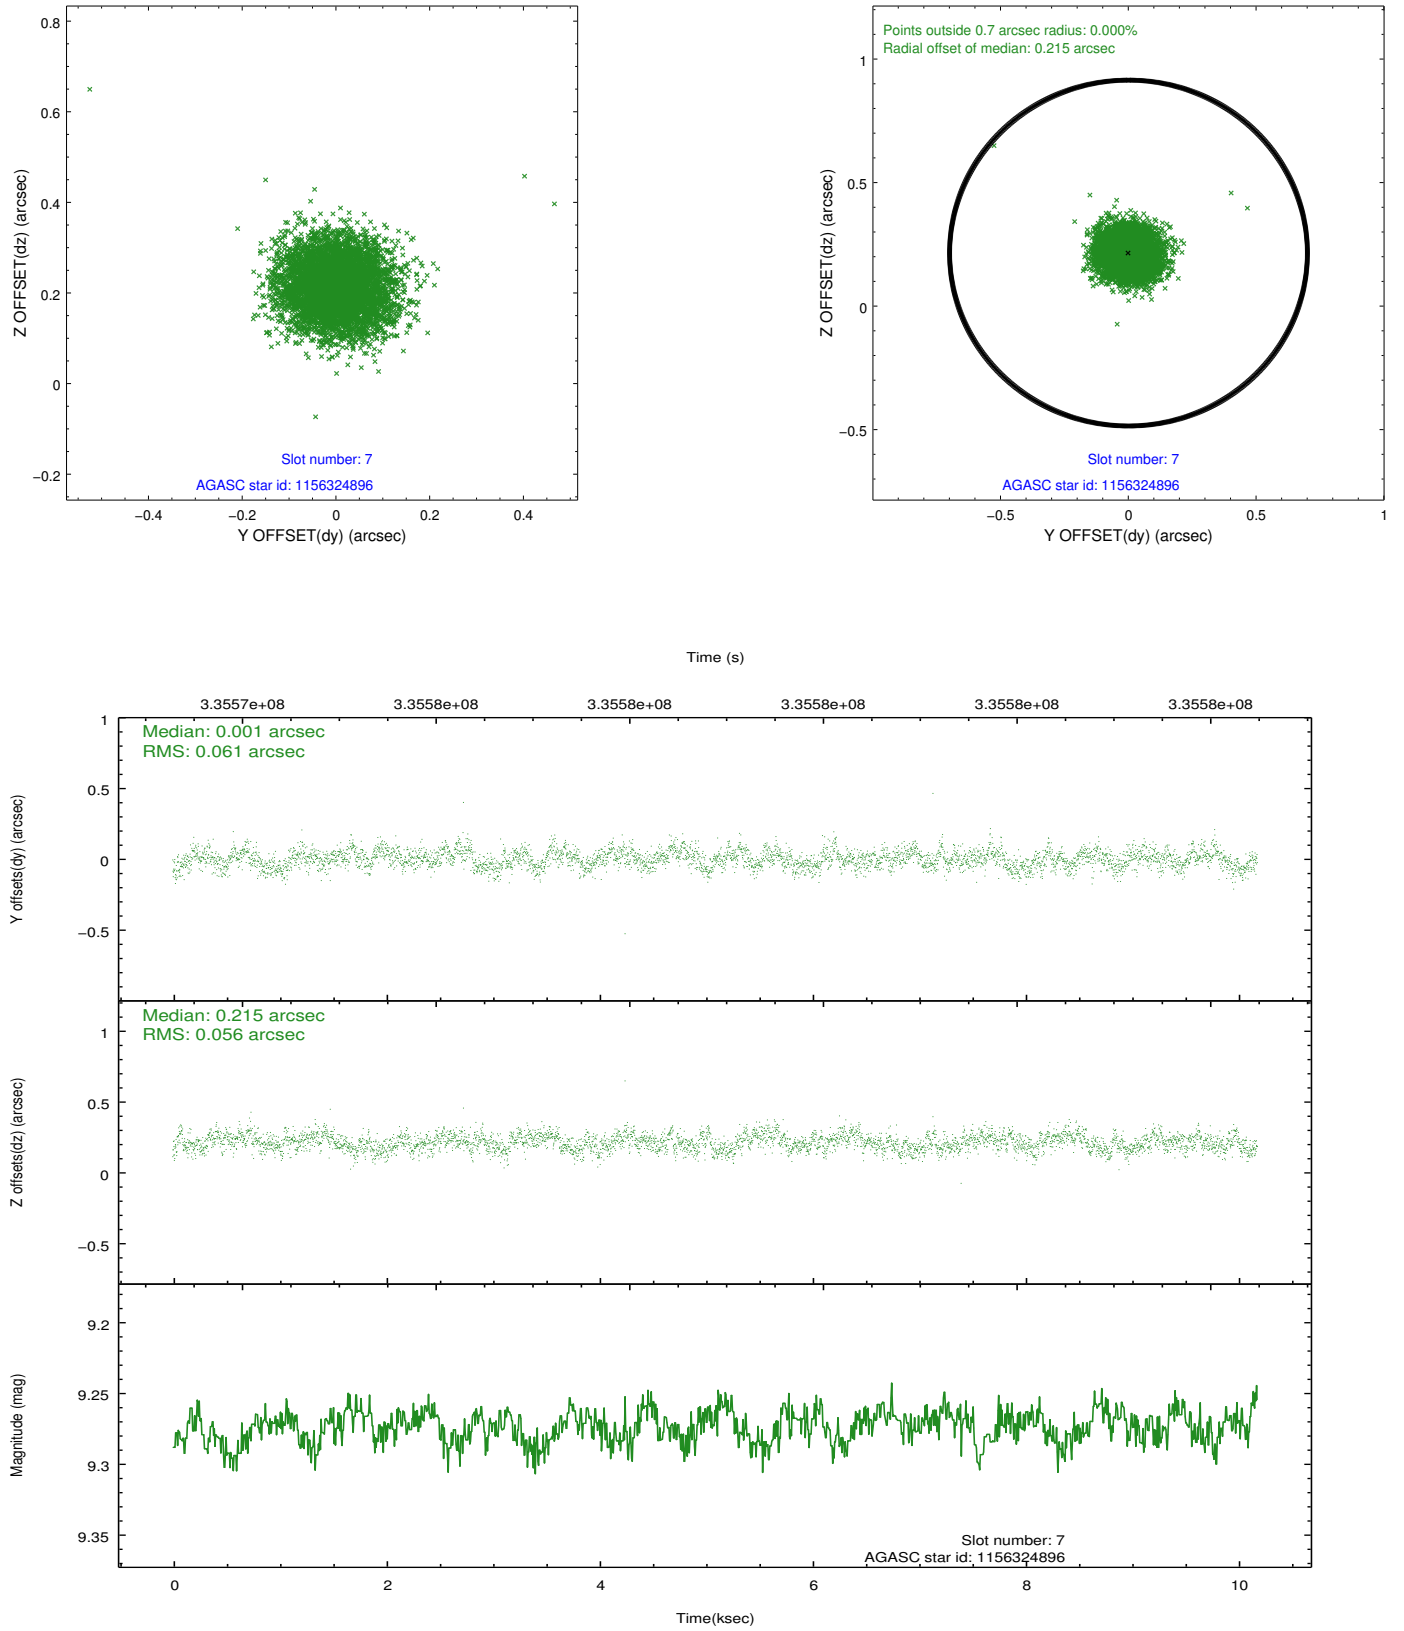 0.8
0.6
0.4
0.2
0
−0.2
−0.4
−0.2
0
0.2
0.4
Z OFFSET(dz) (arcsec)
Y OFFSET(dy) (arcsec)
Slot number: 7
AGASC star id: 1156324896
Points outside 0.7 arcsec radius: 0.000%
Radial offset of median: 0.215 arcsec
1
0.5
0
−0.5
−0.5
0
0.5
1
Z OFFSET(dz) (arcsec)
Y OFFSET(dy) (arcsec)
Slot number: 7
AGASC star id: 1156324896
Time (s)
3.3557e+08
3.3558e+08
3.3558e+08
3.3558e+08
3.3558e+08
3.3558e+08
Median: 0.001 arcsec
RMS: 0.061 arcsec
1
0.5
0
−0.5
Y offsets(dy) (arcsec)
Median: 0.215 arcsec
RMS: 0.056 arcsec
1
0.5
0
−0.5
Z offsets(dz) (arcsec)
9.2
9.25
9.3
9.35
Magnitude (mag)
Slot number: 7
AGASC star id: 1156324896
0
2
4
6
8
10
Time(ksec)